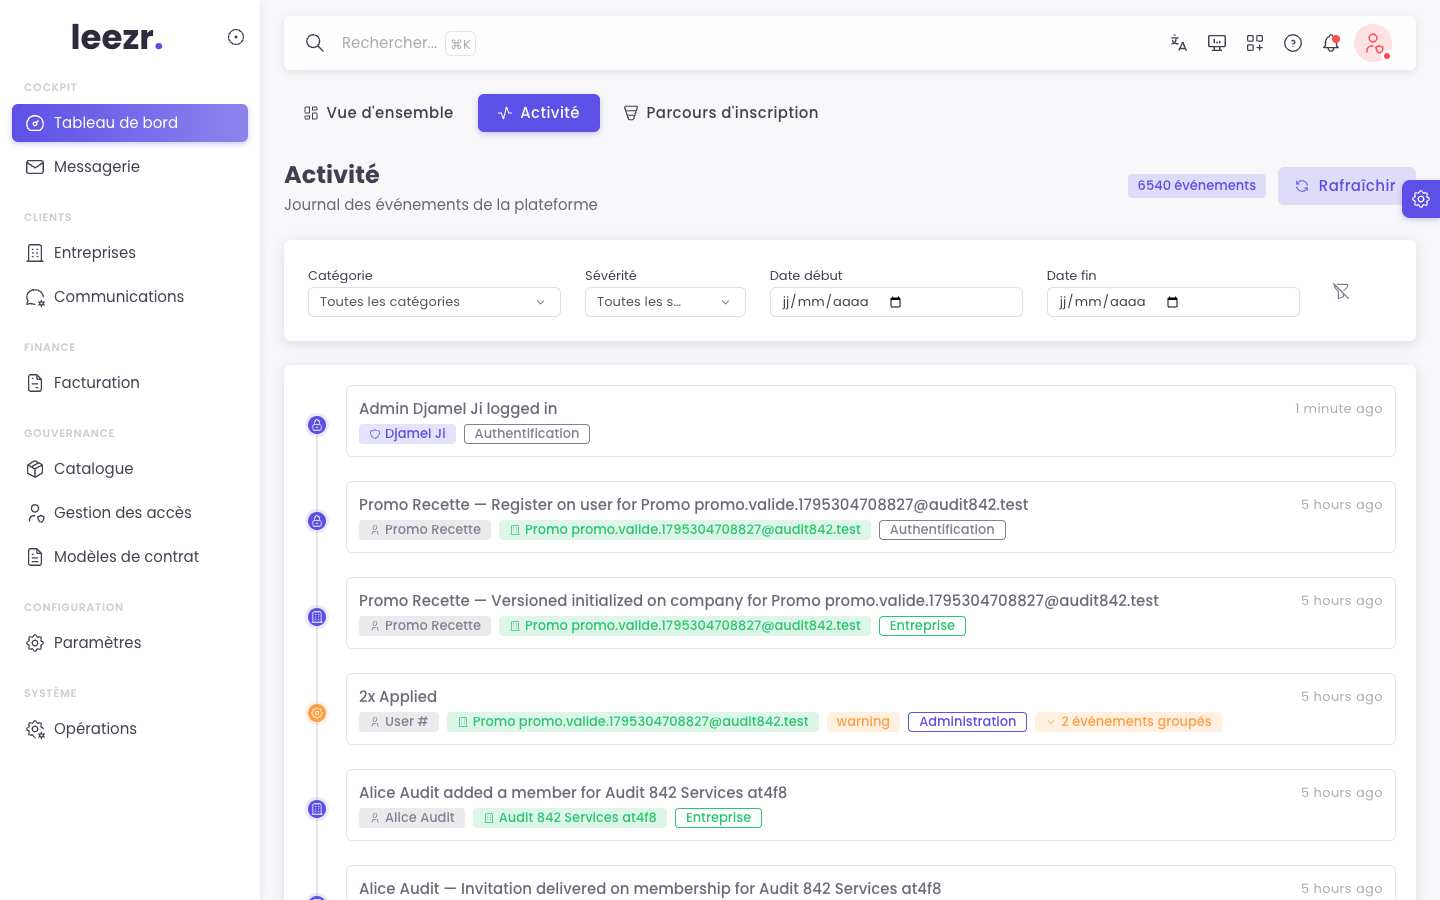 leezr.
COCKPIT
Tableau de bord
Messagerie
CLIENTS
Entreprises
Communications
FINANCE
Facturation
GOUVERNANCE
Catalogue
Gestion des accès
Modèles de contrat
CONFIGURATION
Paramètres
SYSTÈME
Opérations
Rechercher... ⌘K
Vue d'ensemble
Activité
Parcours d'inscription
Activité
Journal des événements de la plateforme
6540 événements
Rafraîchir
Catégorie
Toutes les catégories
Sévérité
Toutes les s...
Date début
jj/mm/aaaa
Date fin
jj/mm/aaaa
Admin Djamel Ji logged in
1 minute ago
Djamel Ji
Authentification
Promo Recette — Register on user for Promo promo.valide.1795304708827@audit842.test
5 hours ago
Promo Recette
Promo promo.valide.1795304708827@audit842.test
Authentification
Promo Recette — Versioned initialized on company for Promo promo.valide.1795304708827@audit842.test
5 hours ago
Promo Recette
Promo promo.valide.1795304708827@audit842.test
Entreprise
2x Applied
5 hours ago
User #
Promo promo.valide.1795304708827@audit842.test
warning
Administration
2 événements groupés
Alice Audit added a member for Audit 842 Services at4f8
5 hours ago
Alice Audit
Audit 842 Services at4f8
Entreprise
Alice Audit — Invitation delivered on membership for Audit 842 Services at4f8
5 hours ago